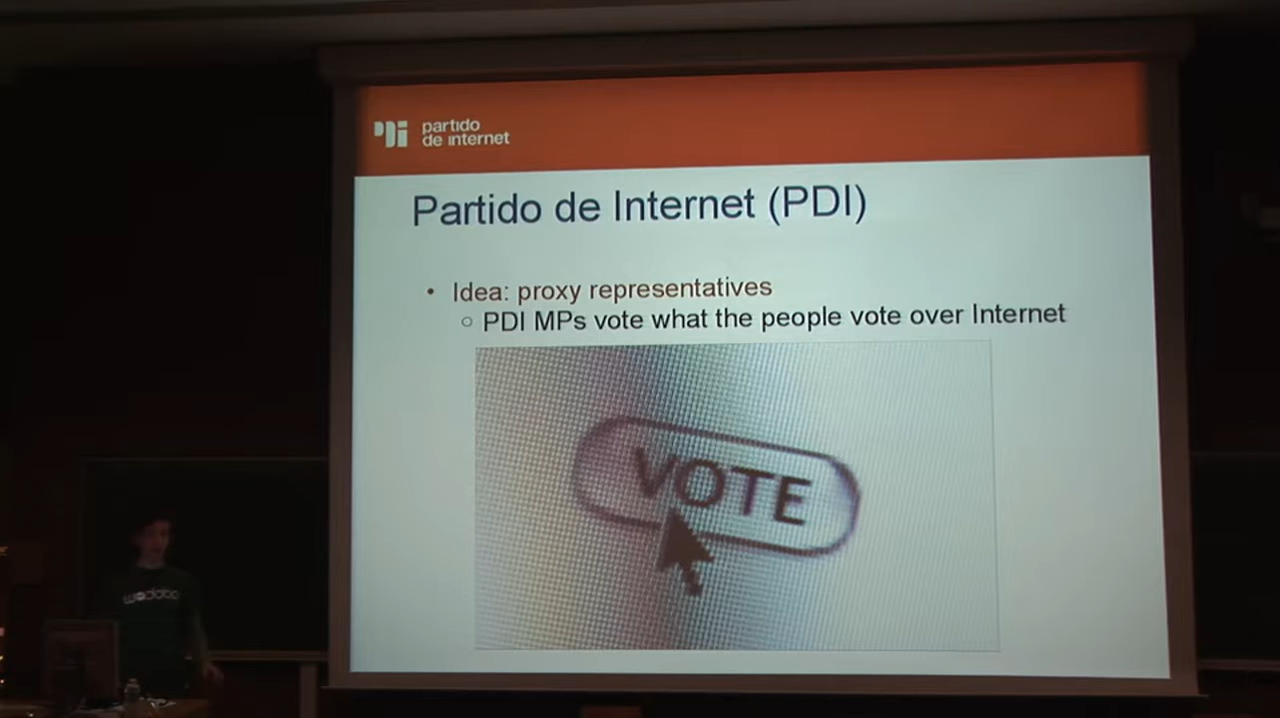 partido
de internet
Partido de Internet (PDI)
• Idea: proxy representatives
○ PDI MPs vote what the people vote over Internet
VOTE